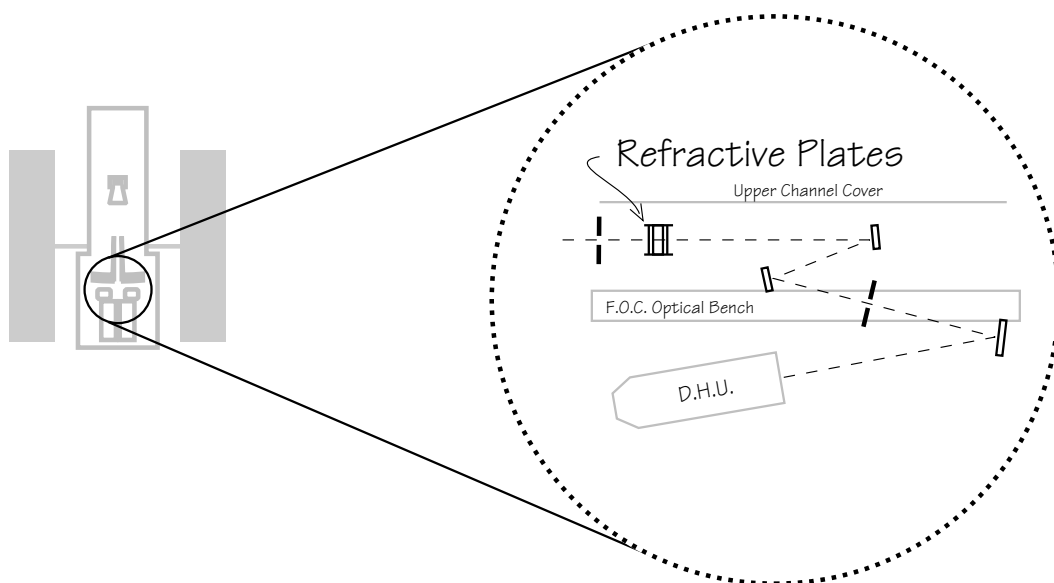 Refractive Plates
Upper Channel Cover
F.O.C. Optical Bench
D.H.U.